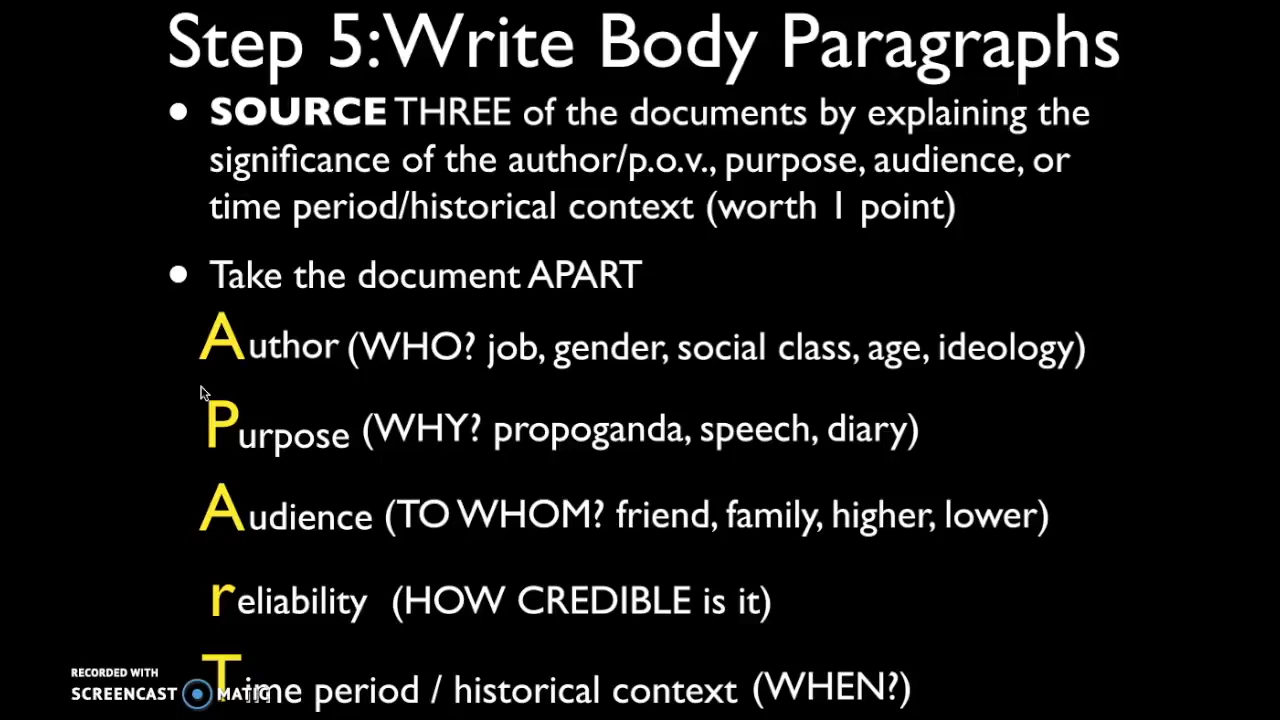 Step 5:Write Body Paragraphs
• SOURCE THREE of the documents by explaining the
significance of the author/p.o.v., purpose, audience, or
time period/historical context (worth 1 point)
• Take the document APART
Author (WHO? job, gender, social class, age, ideology)
Purpose (WHY? propoganda, speech, diary)
Audience (TO WHOM? friend, family, higher, lower)
reliability (HOW CREDIBLE is it)
Time period / historical context (WHEN?)
RECORDED WITH
SCREENCAST MATIC